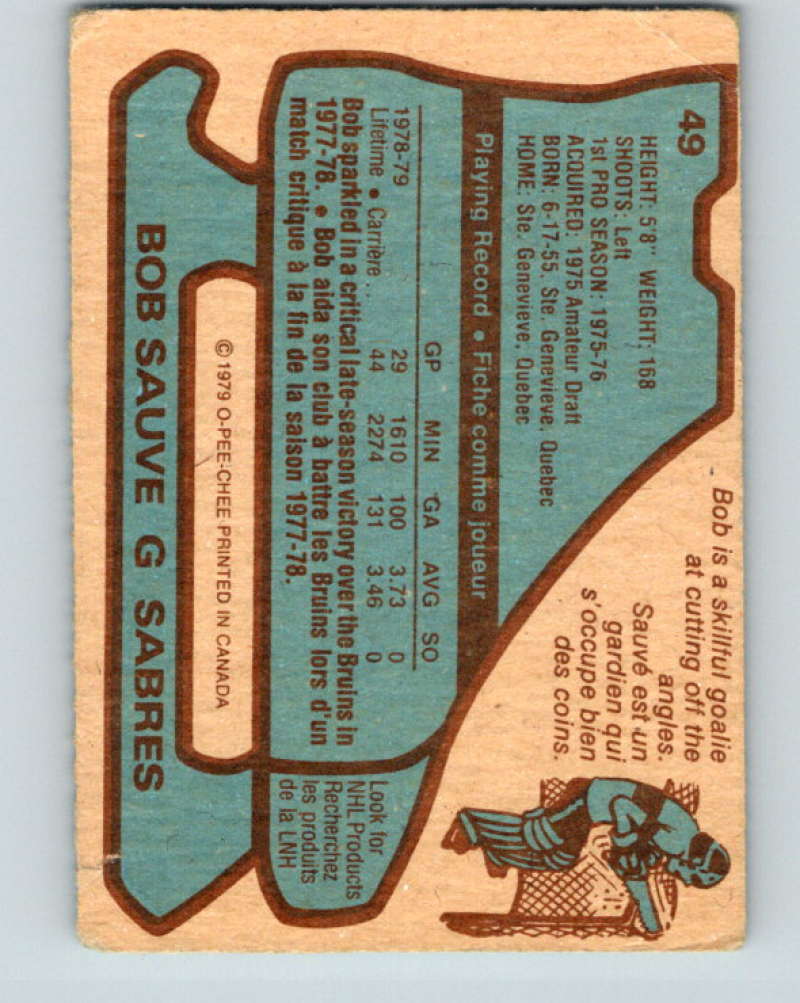 49
HEIGHT: 5'8" WEIGHT: 168
SHOOTS: Left
1st PRO SEASON: 1975-76
ACQUIRED: 1975 Amateur Draft
BORN: 6-17-55, Ste. Genevieve, Quebec
HOME: Ste. Genevieve, Quebec
Bob is a skillful goalie
at cutting off the
angles.
Sauvé est un
gardien qui
s'occupe bien
des coins.
Playing Record • Fiche comme joueur
GP MIN GA AVG SO
1978-79 29 1610 100 3.73 0
Lifetime • Carrière... 44 2274 131 3.46 0
Bob sparkled in a critical late-season victory over the Bruins in
1977-78. • Bob aida son club à battre les Bruins lors d'un
match critique à la fin de la saison 1977-78.
Look for
NHL Products
Recherchez
les produits
de la LNH
© 1979 O-PEE-CHEE PRINTED IN CANADA
BOB SAUVE G SABRES